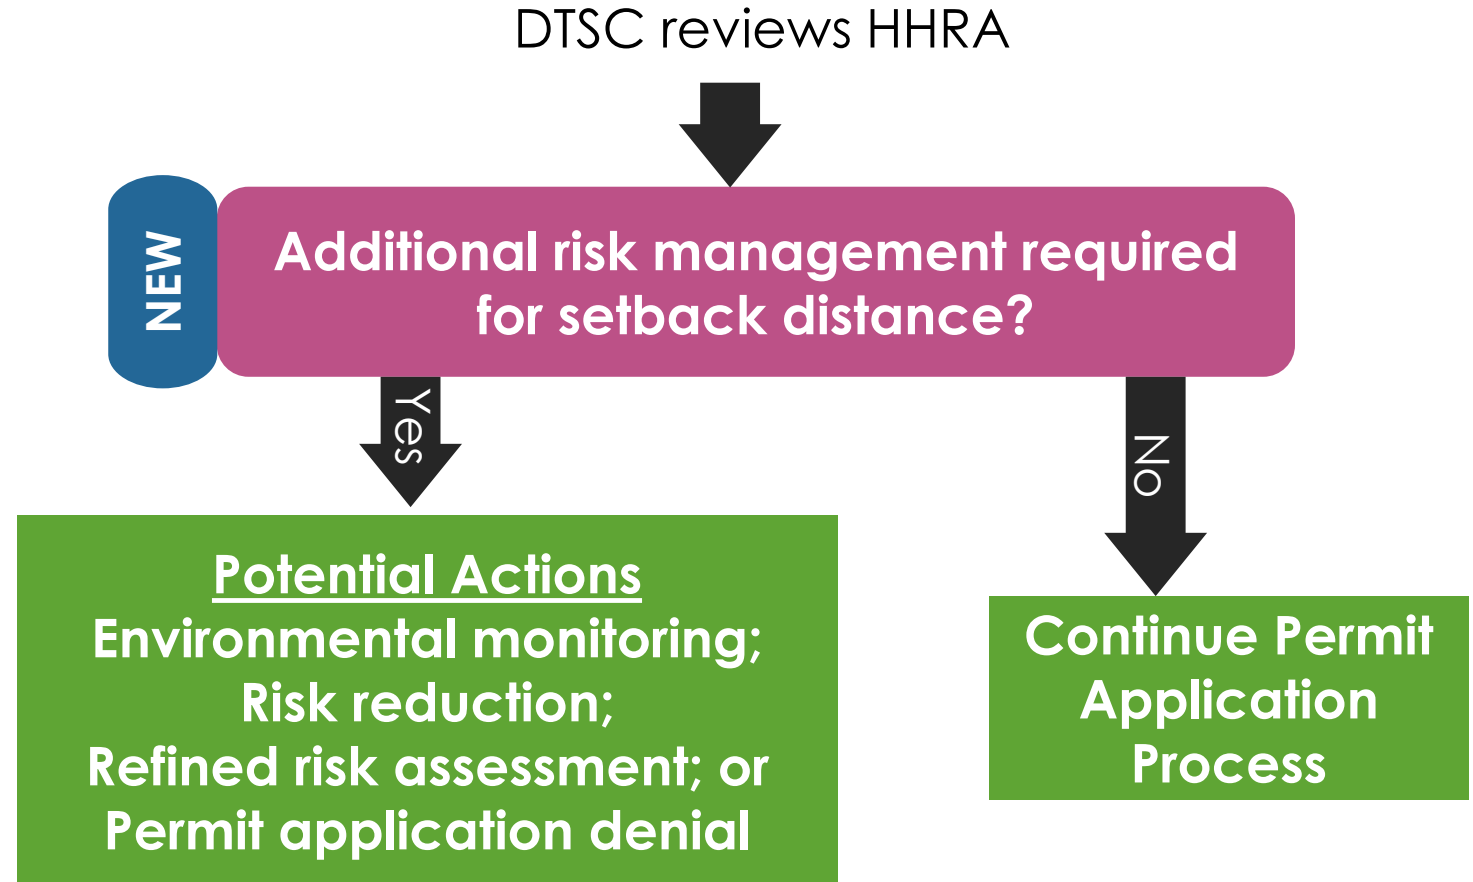 DTSC reviews HHRA
NEW
Additional risk management required
for setback distance?
Yes
No
Potential Actions
Environmental monitoring;
Risk reduction;
Refined risk assessment; or
Permit application denial
Continue Permit
Application
Process